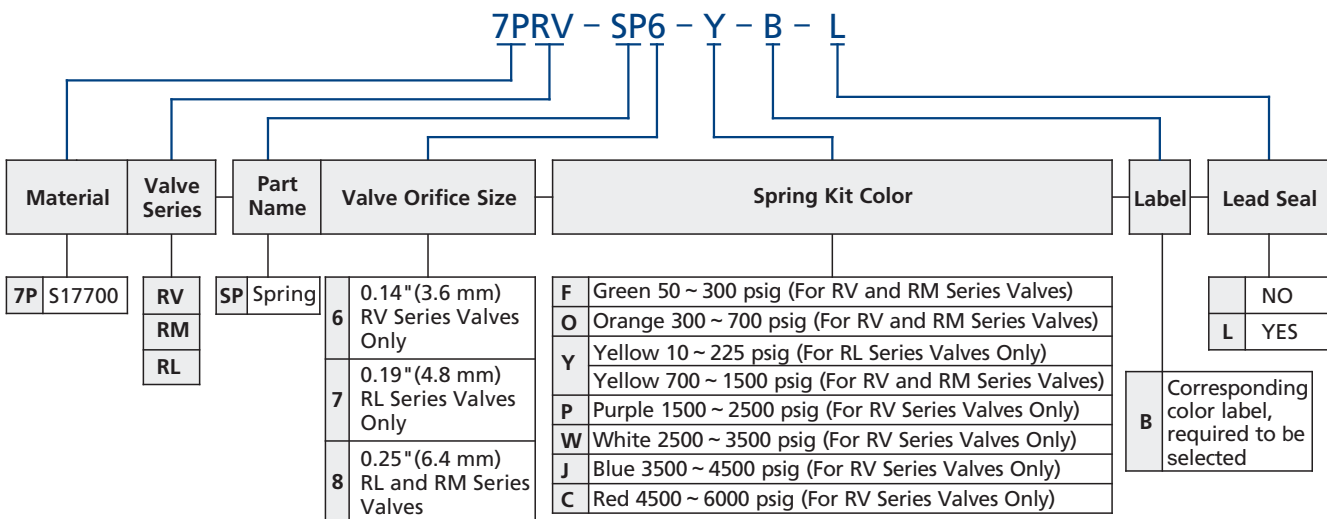 7PRV – SP6 – Y – B – L
Material
Valve
Series
Part
Name
Valve Orifice Size
Spring Kit Color
Label
Lead Seal
7P S17700
RV
RM
RL
SP Spring
6
0.14"(3.6 mm)
RV Series Valves
Only
7
0.19"(4.8 mm)
RL Series Valves
Only
8
0.25"(6.4 mm)
RL and RM Series
Valves
F Green 50 ~ 300 psig (For RV and RM Series Valves)
O Orange 300 ~ 700 psig (For RV and RM Series Valves)
Y
Yellow 10 ~ 225 psig (For RL Series Valves Only)
Yellow 700 ~ 1500 psig (For RV and RM Series Valves)
P Purple 1500 ~ 2500 psig (For RV Series Valves Only)
W White 2500 ~ 3500 psig (For RV Series Valves Only)
J Blue 3500 ~ 4500 psig (For RV Series Valves Only)
C Red 4500 ~ 6000 psig (For RV Series Valves Only)
B
Corresponding
color label,
required to be
selected
NO
L YES